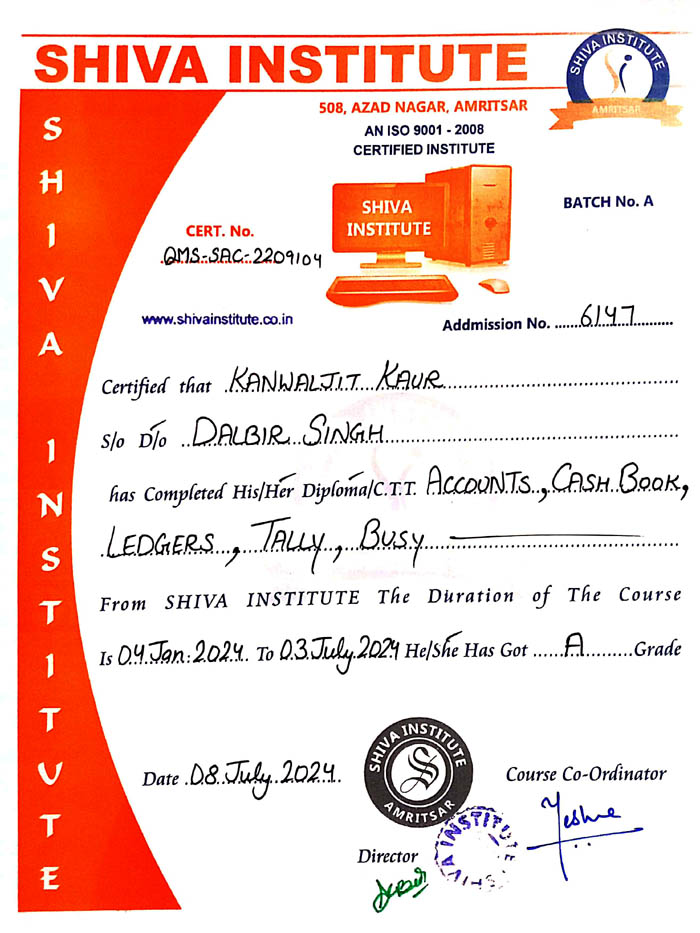 SHIVA INSTITUTE
SHIVA INSTITUTE
AMRITSAR
508, AZAD NAGAR, AMRITSAR
AN ISO 9001 - 2008
CERTIFIED INSTITUTE
SHIVA INSTITUTE
BATCH No. A
SHIVA
INSTITUTE
CERT. No.
QMS-SAC-2209104
www.shivainstitute.co.in
Addmission No. ......6147..........
Certified that KANWALJIT KAUR
S/o D/o DALBIR SINGH
has Completed His/Her Diploma/C.T.T. ACCOUNTS, CASH BOOK,
LEDGERS, TALLY, BUSY
From SHIVA INSTITUTE The Duration of The Course
Is 04 Jan. 2024 To 03 July 2024 He/She Has Got ......A.........Grade
Date 08 July 2024
SHIVA INSTITUTE
S
AMRITSAR
Course Co-Ordinator
SHIVA INSTITUTE
Director